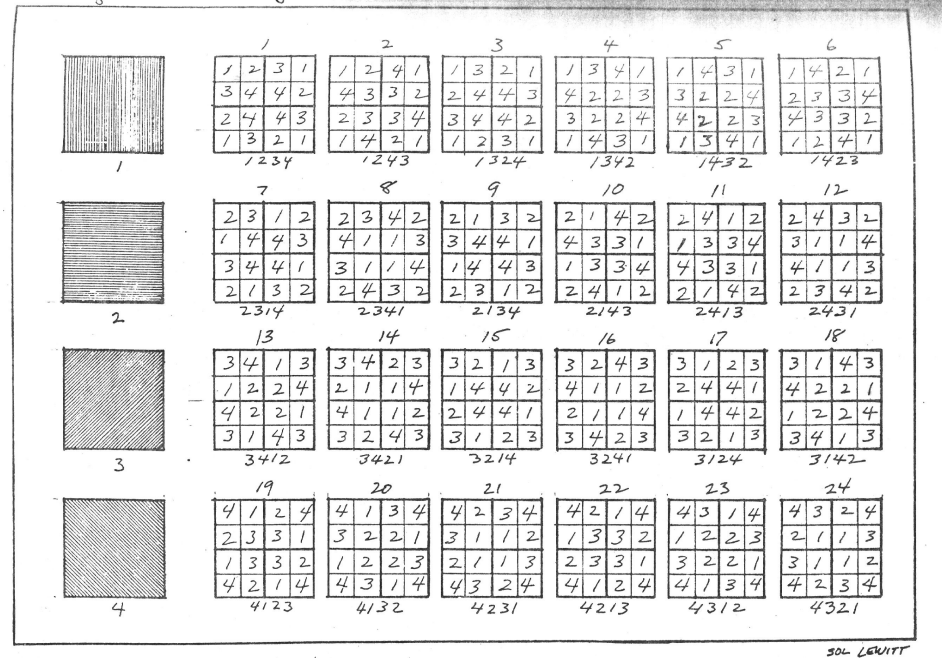 1 2 3 4 5 6
1 2 3 1 1 2 4 1 1 3 2 1 1 3 4 1 1 4 3 1 1 4 2 1
3 4 4 2 4 3 3 2 2 4 4 3 4 2 2 3 3 2 2 4 2 3 3 4
2 4 4 3 2 3 3 4 3 4 4 2 3 2 2 4 4 2 2 3 4 3 3 2
1 3 2 1 1 4 2 1 1 2 3 1 1 4 3 1 1 3 4 1 1 2 4 1
1 1234 1243 1324 1342 1432 1423
7 8 9 10 11 12
2 3 1 2 2 3 4 2 2 1 3 2 2 1 4 2 2 4 1 2 2 4 3 2
1 4 4 3 4 1 1 3 3 4 4 1 4 3 3 1 1 3 3 4 3 1 1 4
3 4 4 1 3 1 1 4 1 4 4 3 1 3 3 4 4 3 3 1 4 1 1 3
2 1 3 2 2 4 3 2 2 3 1 2 2 4 1 2 2 1 4 2 2 3 4 2
2 2314 2341 2134 2143 2413 2431
13 14 15 16 17 18
3 4 1 3 3 4 2 3 3 2 1 3 3 2 4 3 3 1 2 3 3 1 4 3
1 2 2 4 2 1 1 4 1 4 4 2 4 1 1 2 2 4 4 1 4 2 2 1
4 2 2 1 4 1 1 2 2 4 4 1 2 1 1 4 1 4 4 2 1 2 2 4
3 1 4 3 3 2 4 3 3 1 2 3 3 4 2 3 3 2 1 3 3 4 1 3
3 3412 3421 3214 3241 3124 3142
19 20 21 22 23 24
4 1 2 4 4 1 3 4 4 2 3 4 4 2 1 4 4 3 1 4 4 3 2 4
2 3 3 1 3 2 2 1 3 1 1 2 1 3 3 2 1 2 2 3 2 1 1 3
1 3 3 2 1 2 2 3 2 1 1 3 2 3 3 1 3 2 2 1 3 1 1 2
4 2 1 4 4 3 1 4 4 3 2 4 4 1 2 4 4 1 3 4 4 2 3 4
4 4123 4132 4231 4213 4312 4321
SOL LEWITT